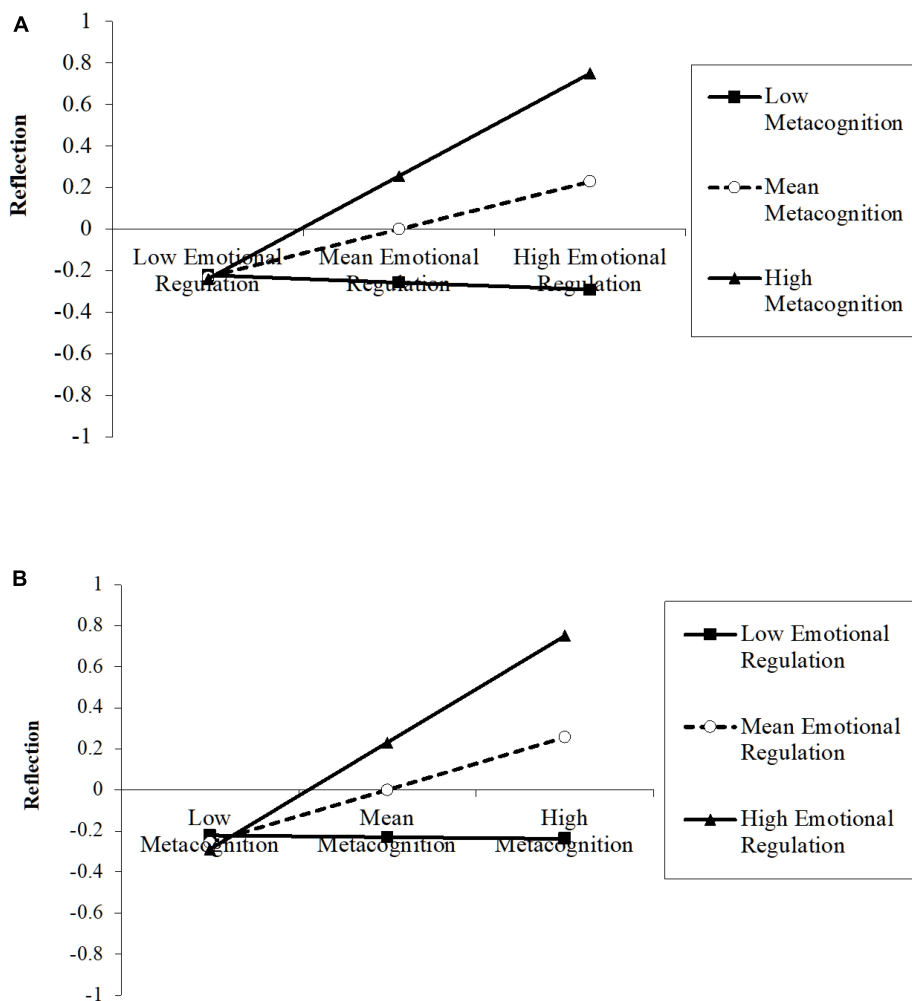 A
1
0.8
0.6
0.4
0.2
0
-0.2
-0.4
-0.6
-0.8
-1
Reflection
Low Emotional
Regulation
Mean Emotional
Regulation
High Emotional
Regulation
Low
Metacognition
Mean
Metacognition
High
Metacognition
B
1
0.8
0.6
0.4
0.2
0
-0.2
-0.4
-0.6
-0.8
-1
Reflection
Low
Metacognition
Mean
Metacognition
High
Metacognition
Low Emotional
Regulation
Mean Emotional
Regulation
High Emotional
Regulation